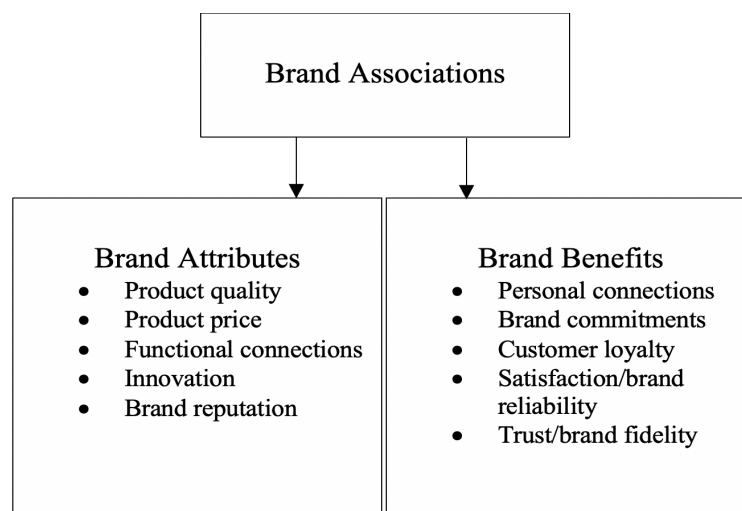 Brand Associations
Brand Attributes
• Product quality
• Product price
• Functional connections
• Innovation
• Brand reputation
Brand Benefits
• Personal connections
• Brand commitments
• Customer loyalty
• Satisfaction/brand
reliability
• Trust/brand fidelity